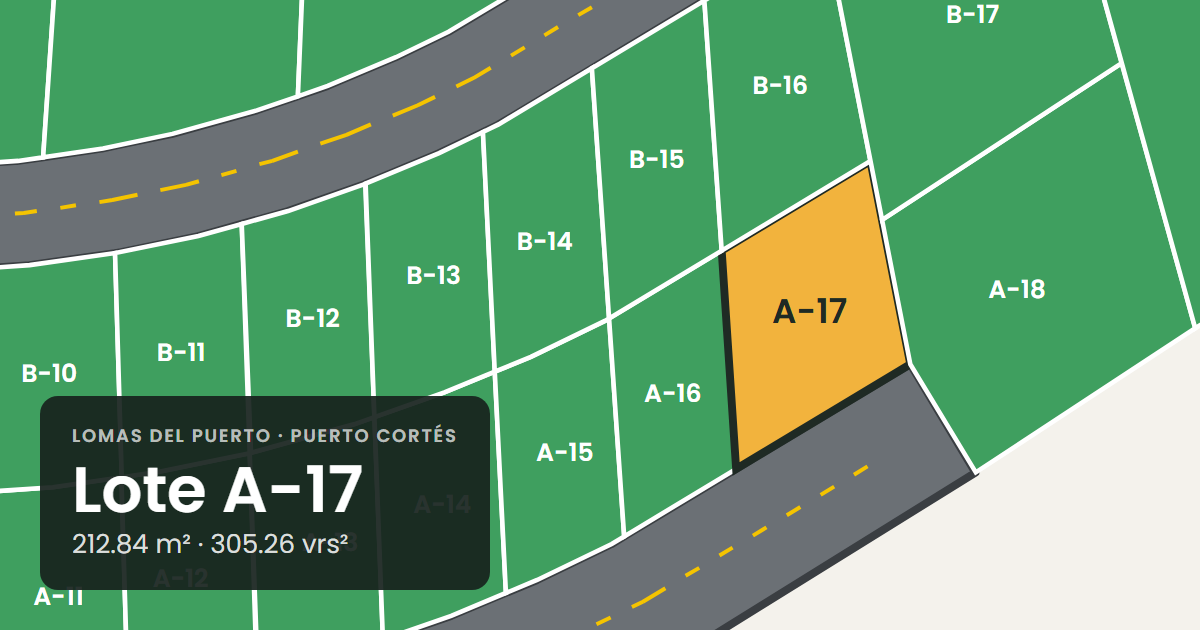 B-17
B-16
B-15
B-14
B-13
B-12
B-11
B-10
A-17
A-18
A-16
A-15
A-14
A-12
A-11
LOMAS DEL PUERTO · PUERTO CORTÉS
Lote A-17
212.84 m² · 305.26 vrs²